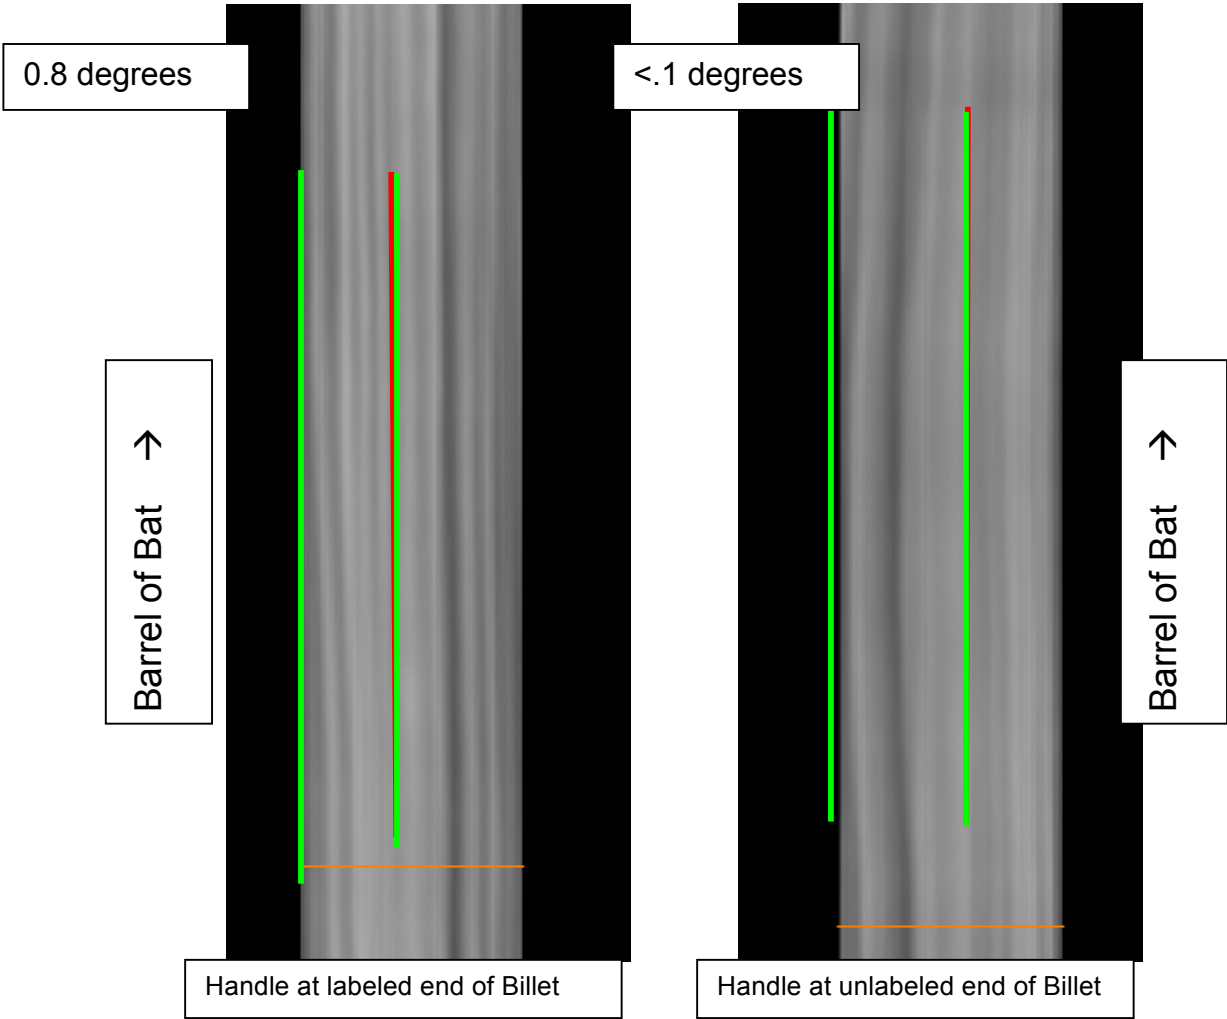 0.8 degrees
<.1 degrees
Barrel of Bat →
Barrel of Bat →
Handle at labeled end of Billet
Handle at unlabeled end of Billet